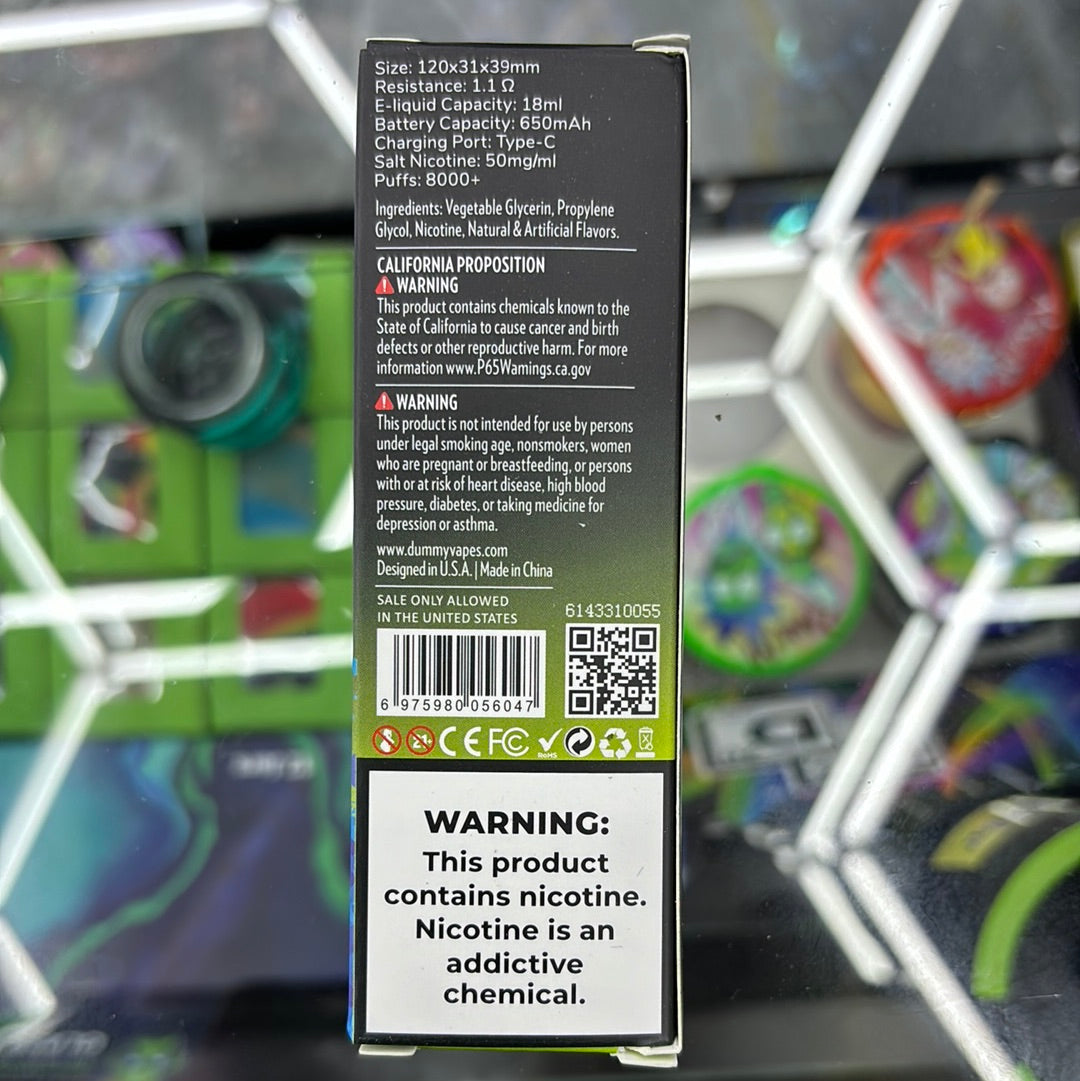 Size: 120x31x39mm
Resistance: 1.1 Ω
E-liquid Capacity: 18ml
Battery Capacity: 650mAh
Charging Port: Type-C
Salt Nicotine: 50mg/ml
Puffs: 8000+
Ingredients: Vegetable Glycerin, Propylene
Glycol, Nicotine, Natural & Artificial Flavors.
CALIFORNIA PROPOSITION
WARNING
This product contains chemicals known to the
State of California to cause cancer and birth
defects or other reproductive harm. For more
information www.P65Wamings.ca.gov
WARNING
This product is not intended for use by persons
under legal smoking age, nonsmokers, women
who are pregnant or breastfeeding, or persons
with or at risk of heart disease, high blood
pressure, diabetes, or taking medicine for
depression or asthma.
www.dummyvapes.com
Designed in U.S.A. | Made in China
SALE ONLY ALLOWED
IN THE UNITED STATES
6143310055
6 975980 056047
21+ CE FC RoHS
WARNING:
This product
contains nicotine.
Nicotine is an
addictive
chemical.